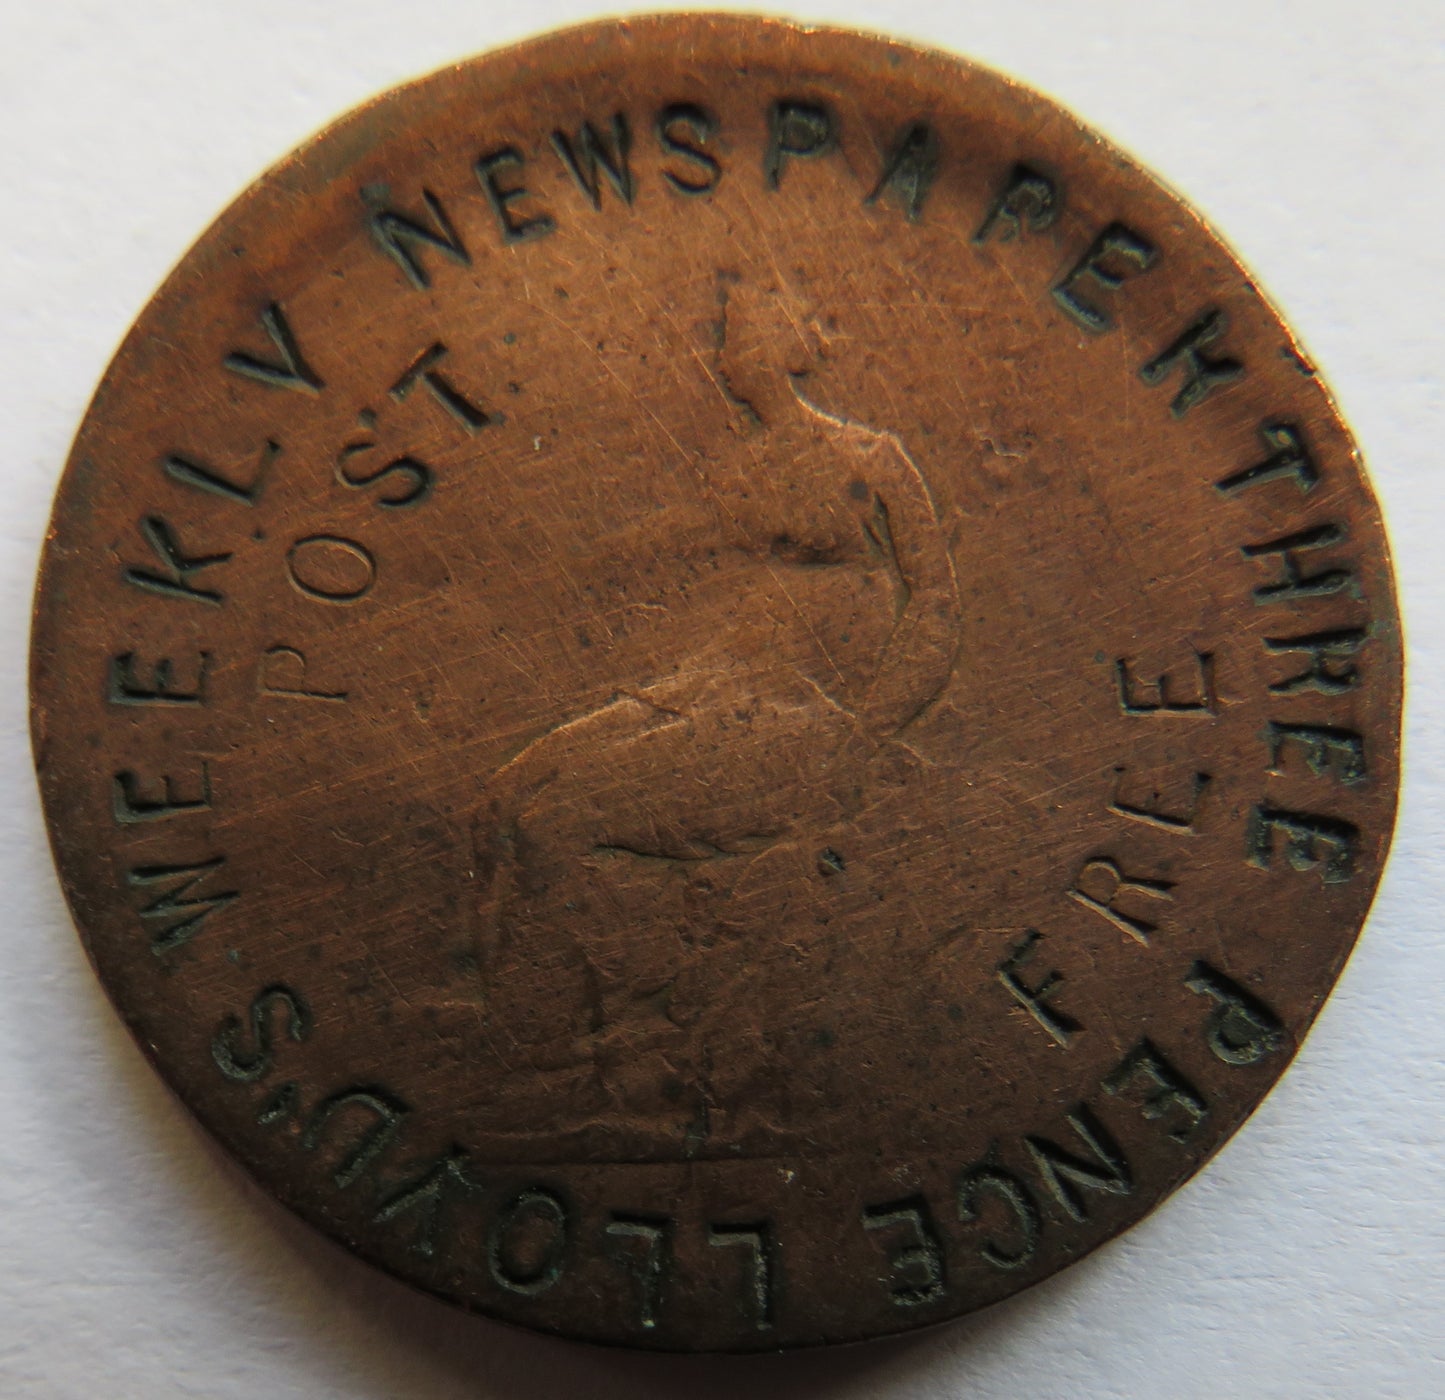 LLOYD'S WEEKLY NEWSPAPER THREE PENCE
POST FREE